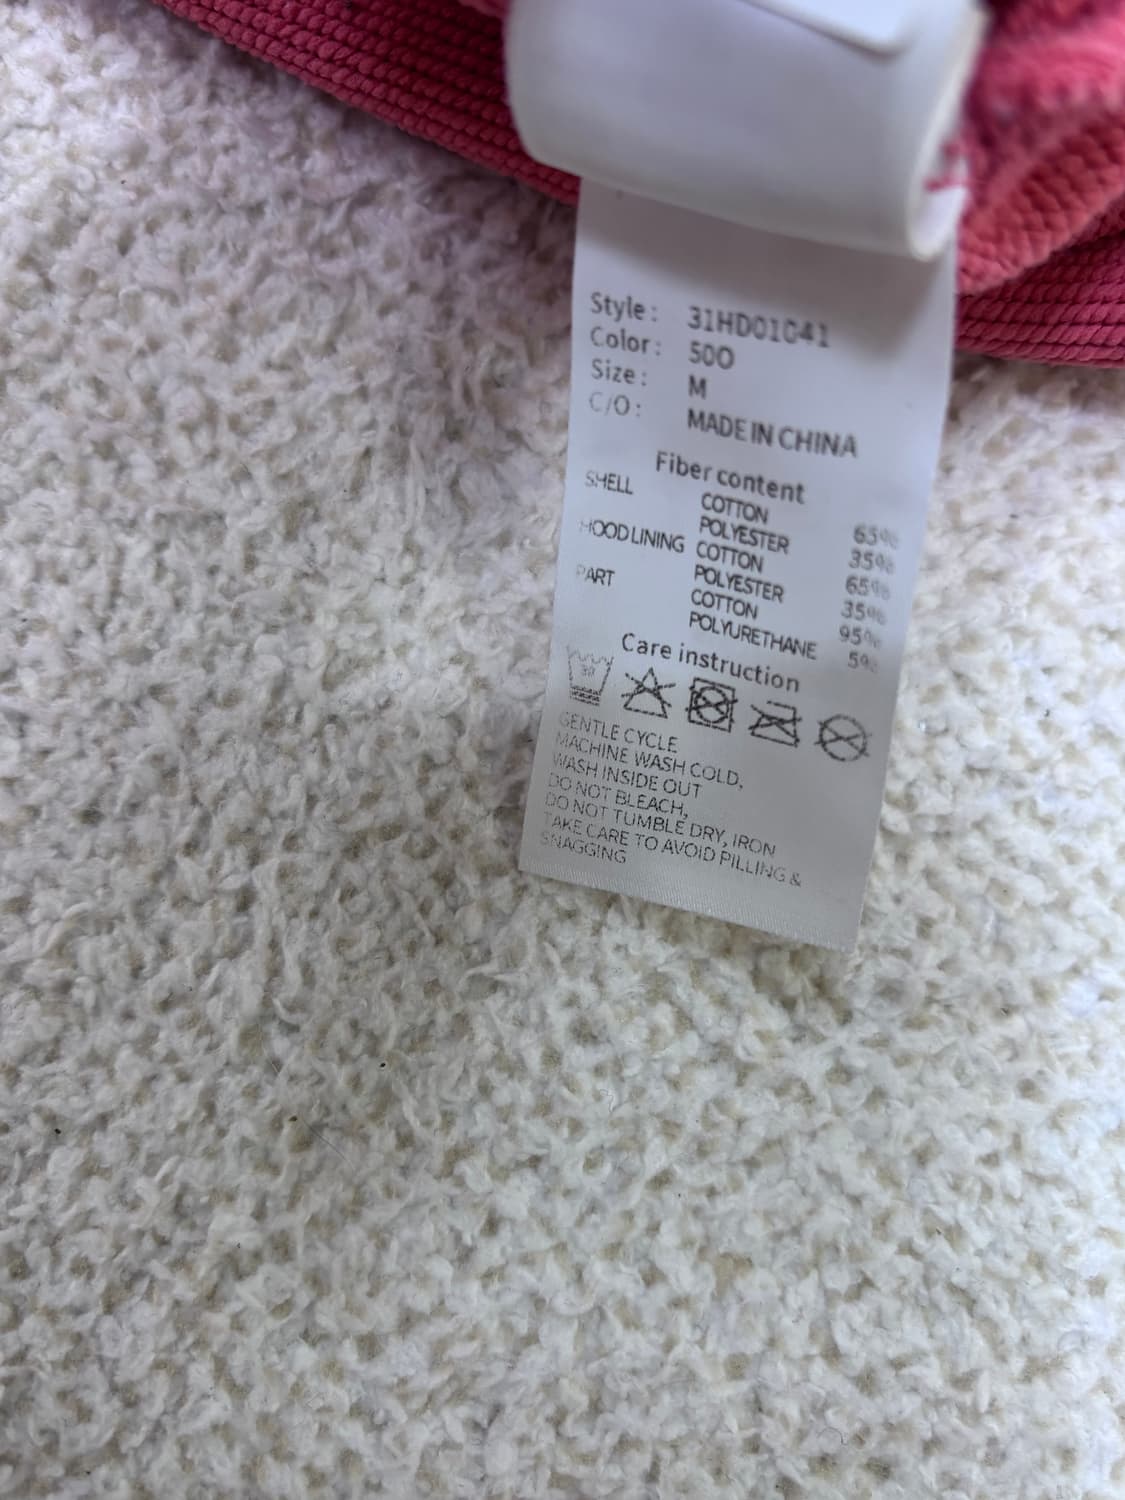 Style: 31HD01041
Color: 50O
Size: M
C/O: MADE IN CHINA
Fiber content
SHELL COTTON 65%
POLYESTER 35%
HOOD LINING COTTON 65%
POLYESTER 35%
PART COTTON 95%
POLYURETHANE 5%
Care instruction
30
GENTLE CYCLE
MACHINE WASH COLD,
WASH INSIDE OUT
DO NOT BLEACH,
DO NOT TUMBLE DRY, IRON
TAKE CARE TO AVOID PILLING &
SNAGGING